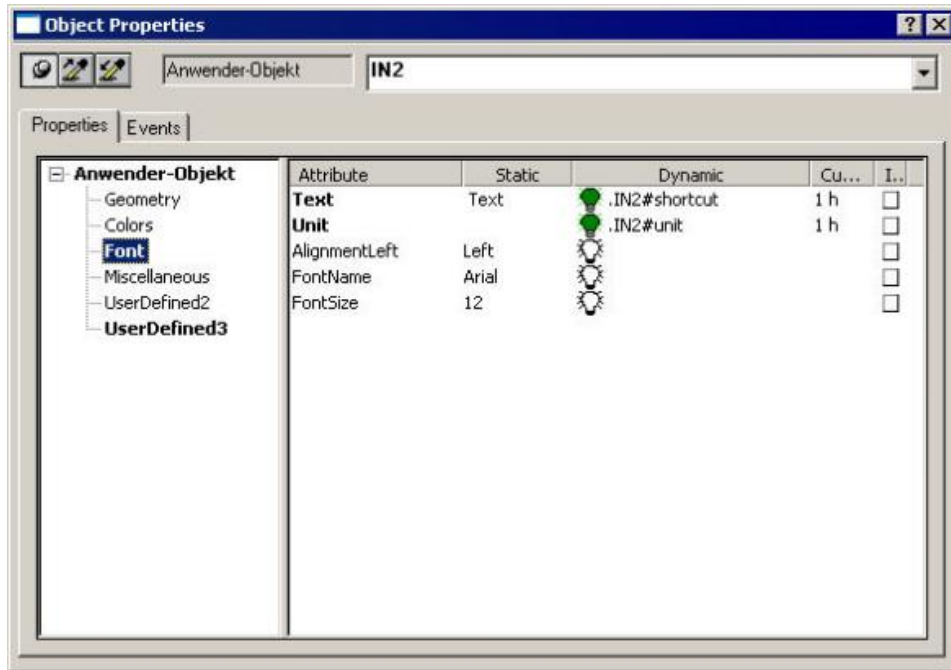 Object Properties
Anwender-Objekt IN2
Properties Events
Anwender-Objekt
Geometry
Colors
Font
Miscellaneous
UserDefined2
UserDefined3
Attribute Static Dynamic Cu... I..
Text Text .IN2#shortcut 1 h
Unit .IN2#unit 1 h
AlignmentLeft Left
FontName Arial
FontSize 12